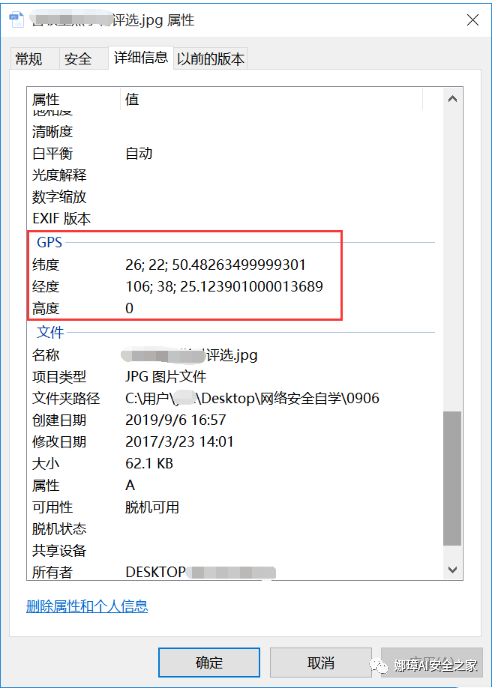 评选.jpg 属性
常规 安全 详细信息 以前的版本
属性 值
饱和度
清晰度
白平衡 自动
光度解释
数字缩放
EXIF 版本
GPS
纬度 26; 22; 50.48263499999301
经度 106; 38; 25.123901000013689
高度 0
文件
名称 评选.jpg
项目类型 JPG 图片文件
文件夹路径 C:\用户\ \Desktop\网络安全自学\0906
创建日期 2019/9/6 16:57
修改日期 2017/3/23 14:01
大小 62.1 KB
属性 A
可用性 脱机可用
脱机状态
共享设备
所有者 DESKTOP
删除属性和个人信息
确定 取消
娜璋AI安全之家